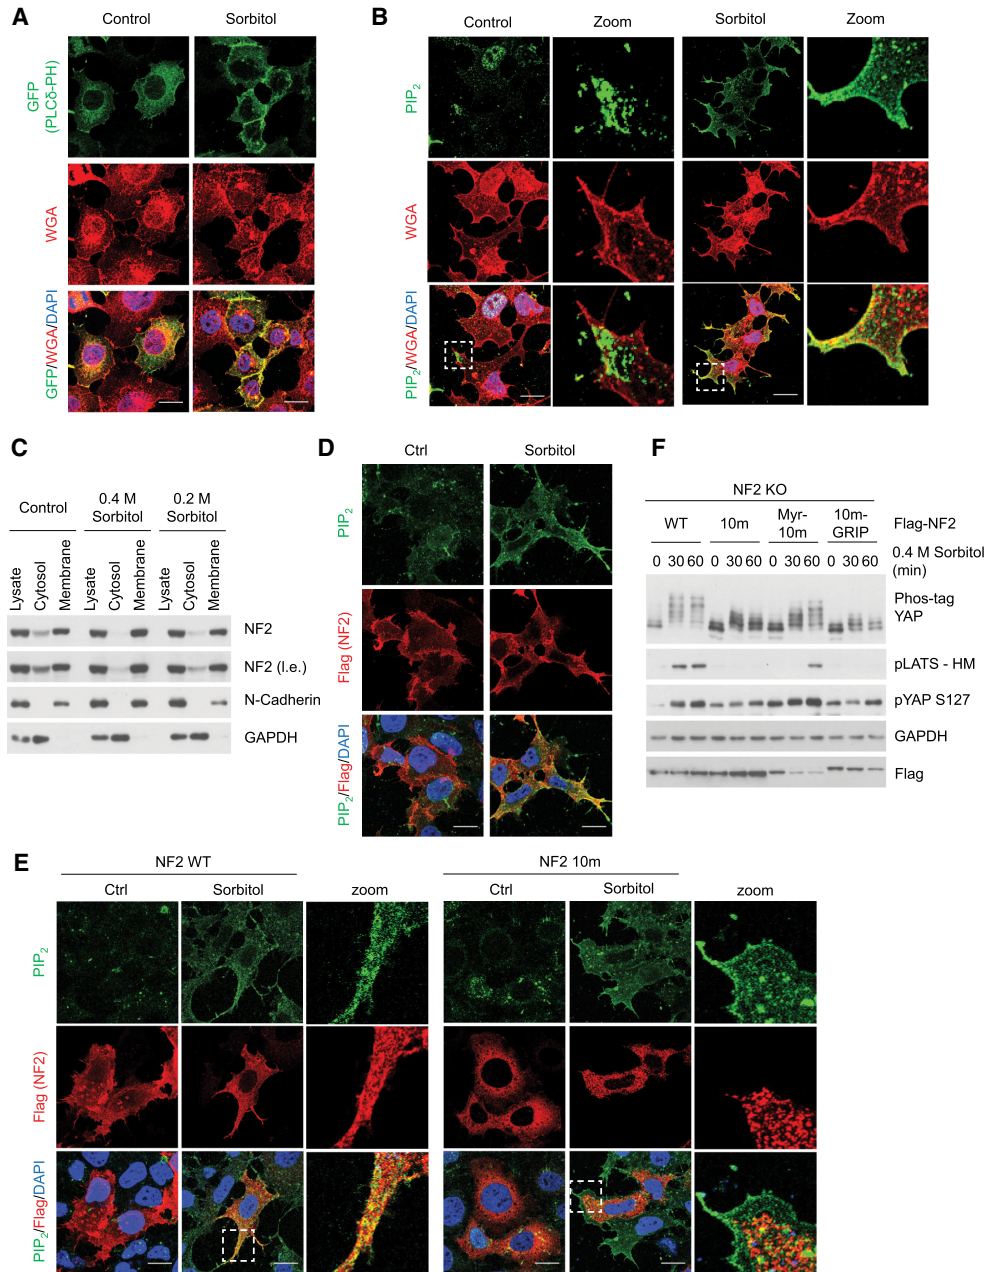 A
Control
Sorbitol
GFP
(PLCδ-PH)
WGA
GFP/WGA/DAPI
B
Control
Zoom
Sorbitol
Zoom
PIP2
WGA
PIP2/WGA/DAPI
C
Control
0.4 M
Sorbitol
0.2 M
Sorbitol
Lysate
Cytosol
Membrane
Lysate
Cytosol
Membrane
Lysate
Cytosol
Membrane
NF2
NF2 (l.e.)
N-Cadherin
GAPDH
D
Ctrl
Sorbitol
PIP2
Flag (NF2)
PIP2/Flag/DAPI
F
NF2 KO
WT
10m
Myr-
10m
10m-
GRIP
Flag-NF2
0 30 60 0 30 60 0 30 60 0 30 60
0.4 M Sorbitol
(min)
Phos-tag
YAP
pLATS - HM
pYAP S127
GAPDH
Flag
E
NF2 WT
Ctrl
Sorbitol
zoom
NF2 10m
Ctrl
Sorbitol
zoom
PIP2
Flag (NF2)
PIP2/Flag/DAPI